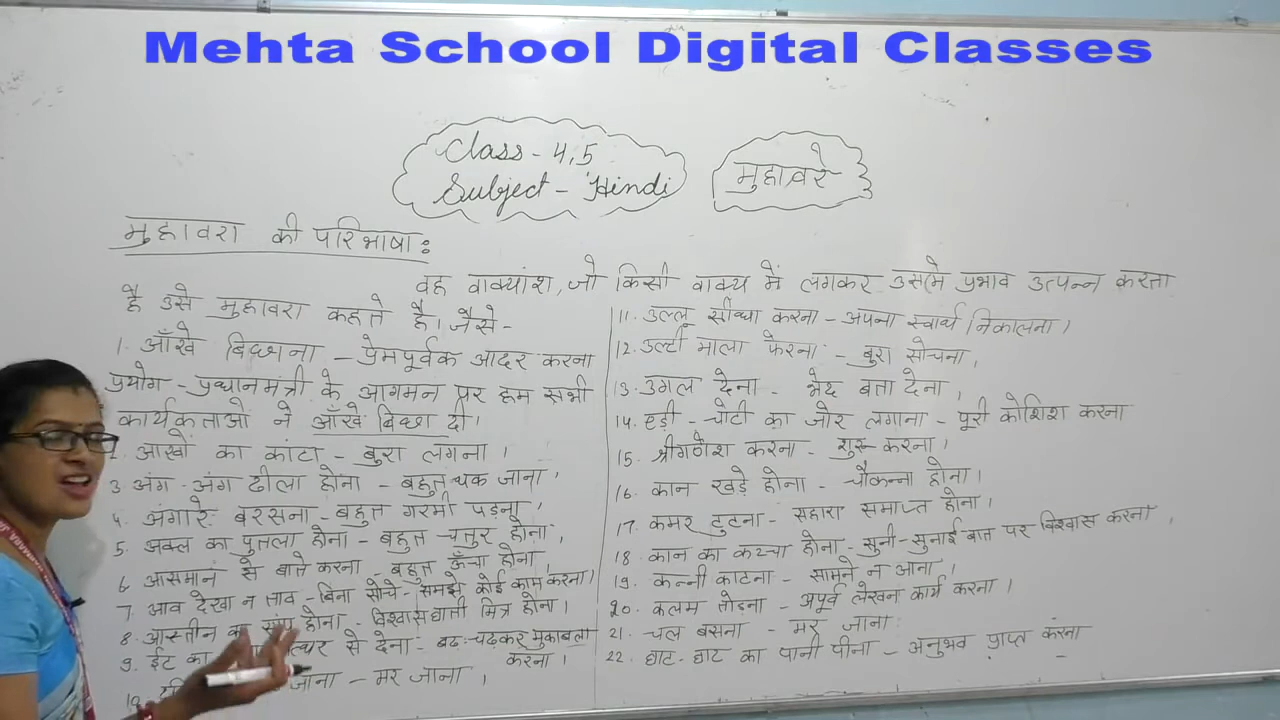 Mehta School Digital Classes
Class - 4,5
Subject - Hindi
मुहावरे
मुहावरा की परिभाषा :
वह वाक्यांश, जो किसी वाक्य में लगकर उसमे प्रभाव उत्पन्न करता
है उसे मुहावरा कहते है। जैसे-
1. आँखे बिछाना - प्रेमपूर्वक आदर करना
प्रयोग - प्रधानमंत्री के आगमन पर हम सभी
कार्यकताओ ने आँखें बिछा दी।
2. आखों का कांटा - बुरा लगना।
3 अंग - अंग ढीला होना - बहुत थक जाना।
4. अंगारे बरसना - बहुत गरमी पड़ना।
5. अक्ल का पुतला होना - बहुत चतुर होना।
6 आसमान से बाते करना - बहुत ऊँचा होना।
7. आव देखा न ताव - बिना सोचे-समझे कोई काम करना।
8. आस्तीन का सांप होना - विश्वासघाती मित्र होना।
9. ईट का से देना - बढ-चढ़कर मुकाबला
करना।
10 जाना - मर जाना।
11. उल्लू सीधा करना - अपना स्वार्थ निकालना।
12. उल्टी माला फेरना - बुरा सोचना।
13. उगल देना - भेद बता देना।
14. एड़ी - चोटी का जोर लगाना - पूरी कोशिश करना
15. श्रीगणेश करना - शुरू करना।
16. कान खड़े होना - चौकन्ना होना।
17. कमर टुटना - सहारा समाप्त होना।
18. कान का कच्चा होना - सुनी-सुनाई बात पर विश्वास करना।
19. कन्नी काटना - सामने न आना।
20. कलम तोडना - अपूर्व लेखन कार्य करना।
21. चल बसना - मर जाना
22. घाट-घाट का पानी पीना - अनुभव प्राप्त करना